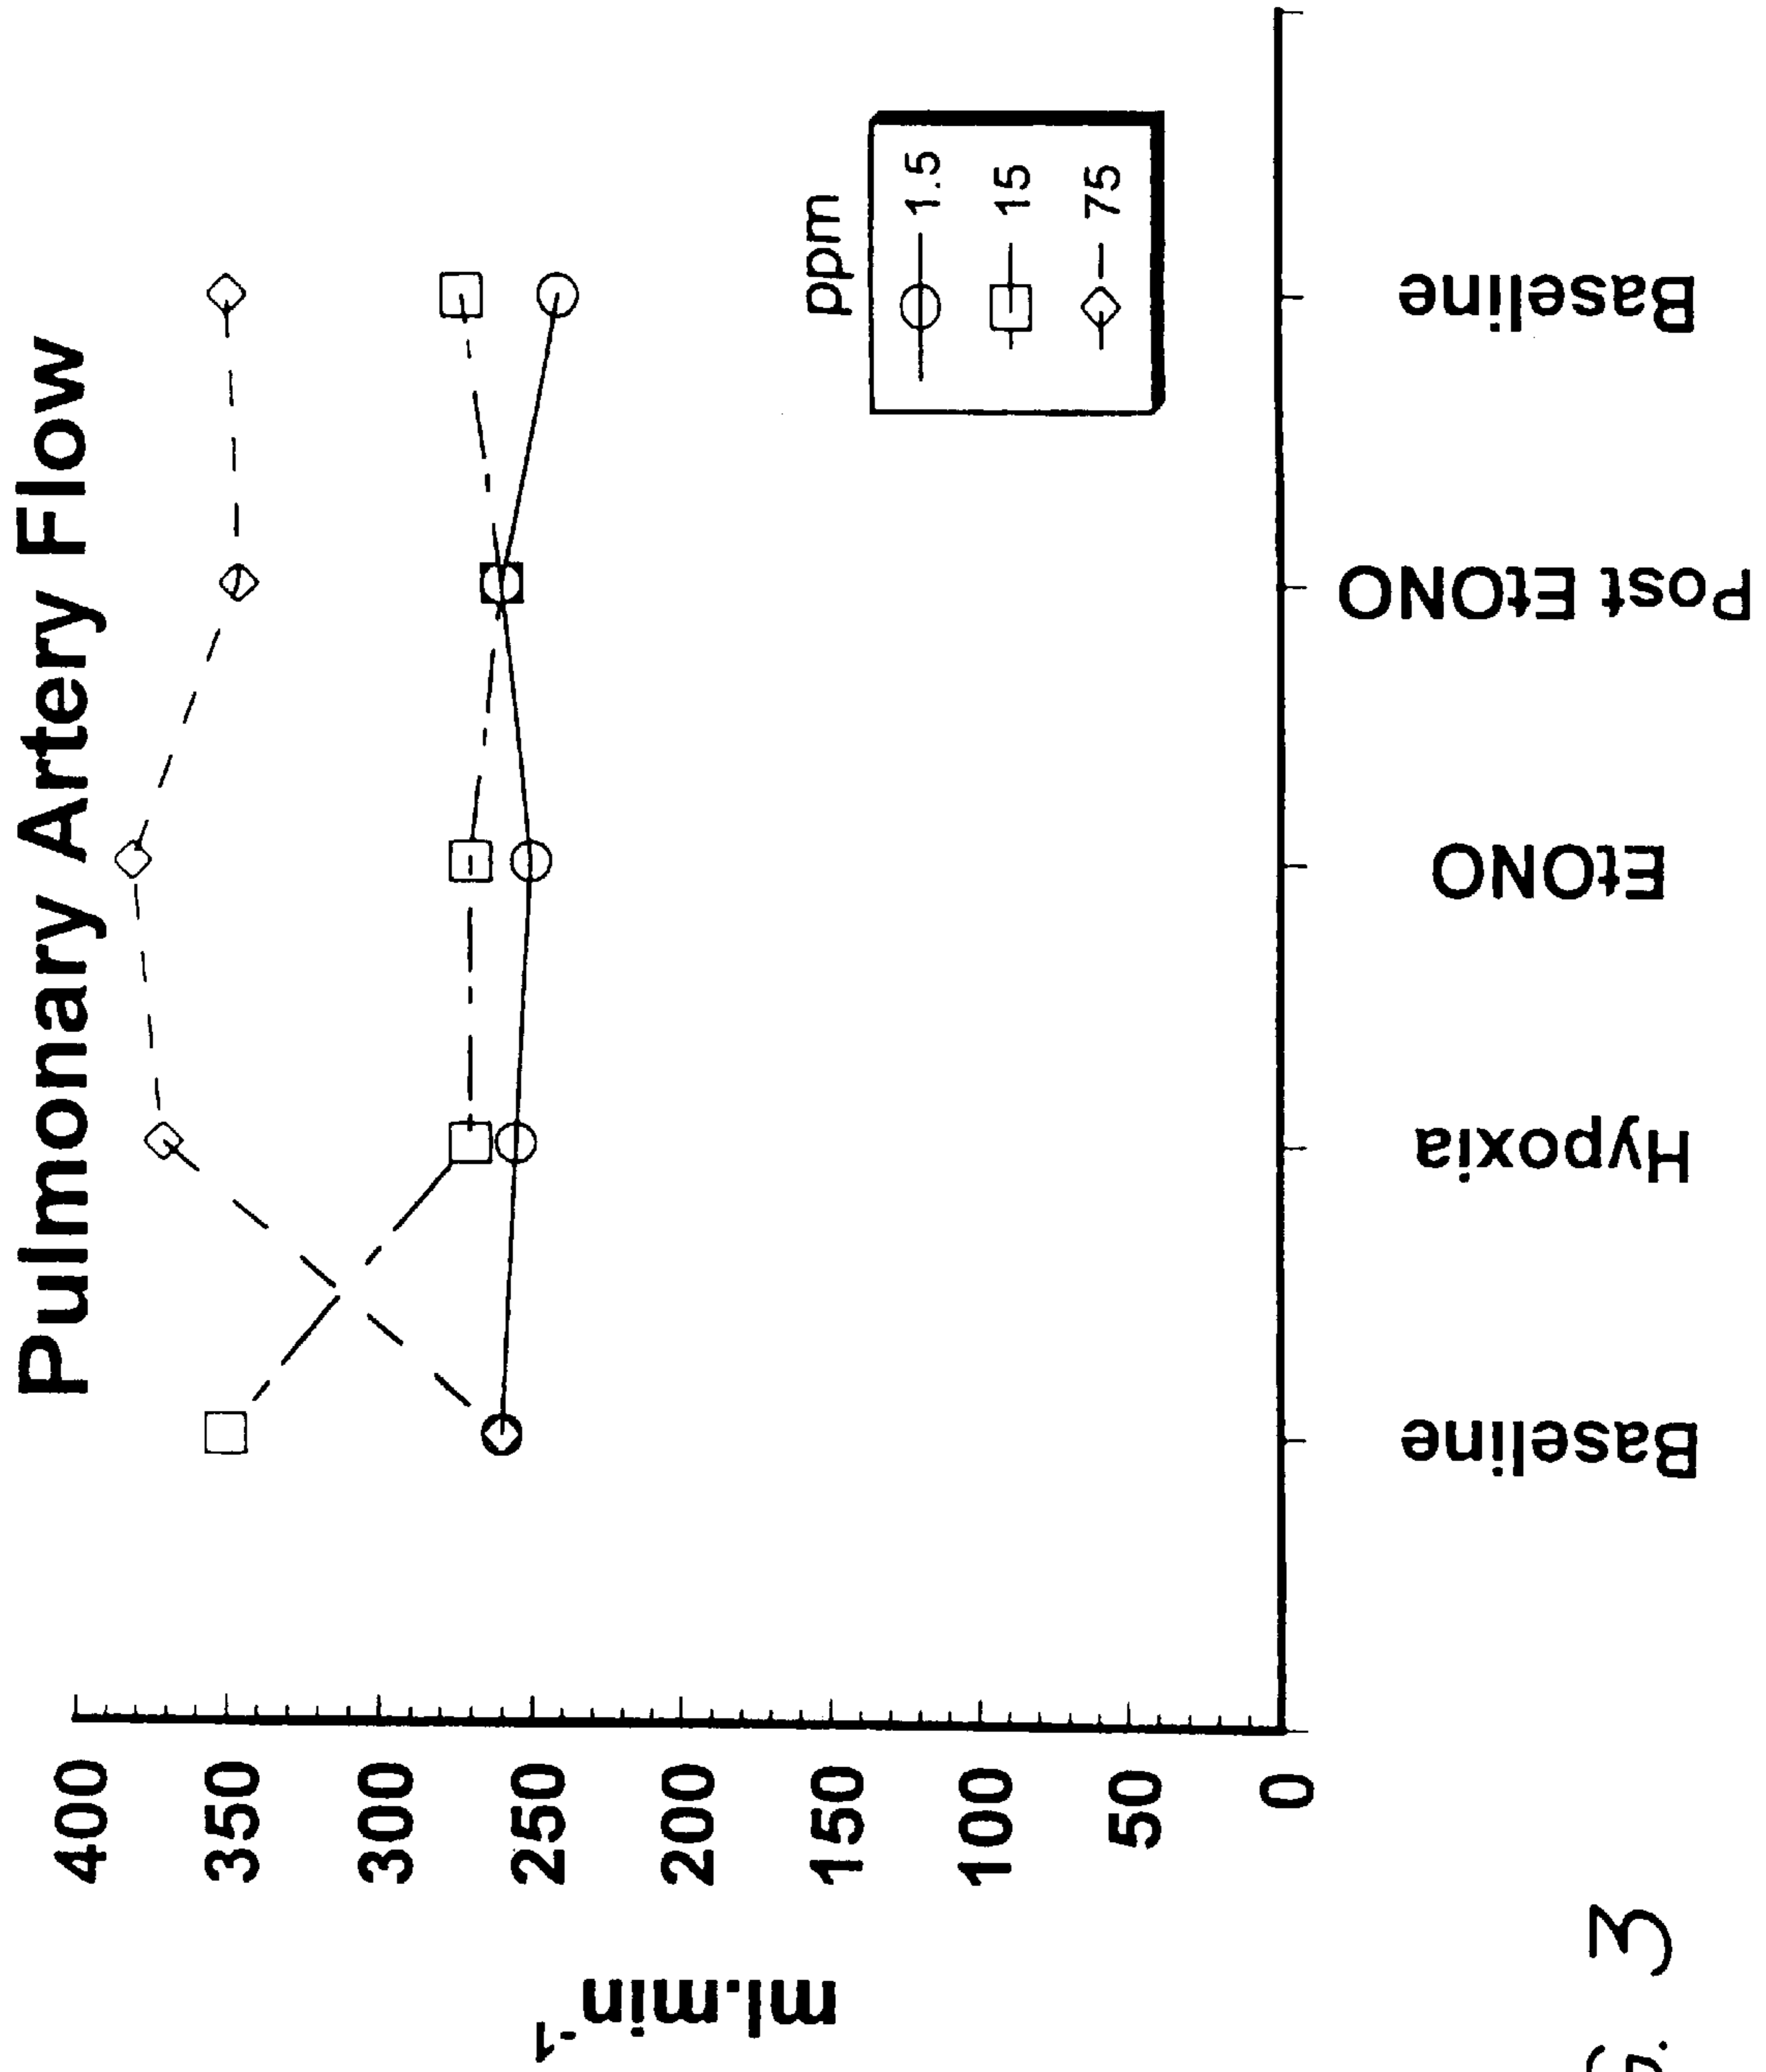 Pulmonary Artery Flow
400
350
300
250
200
150
100
50
0
ml.min-1
ppm
1.5
15
75
Baseline
Hypoxia
EtONO
Post EtONO
Baseline
3